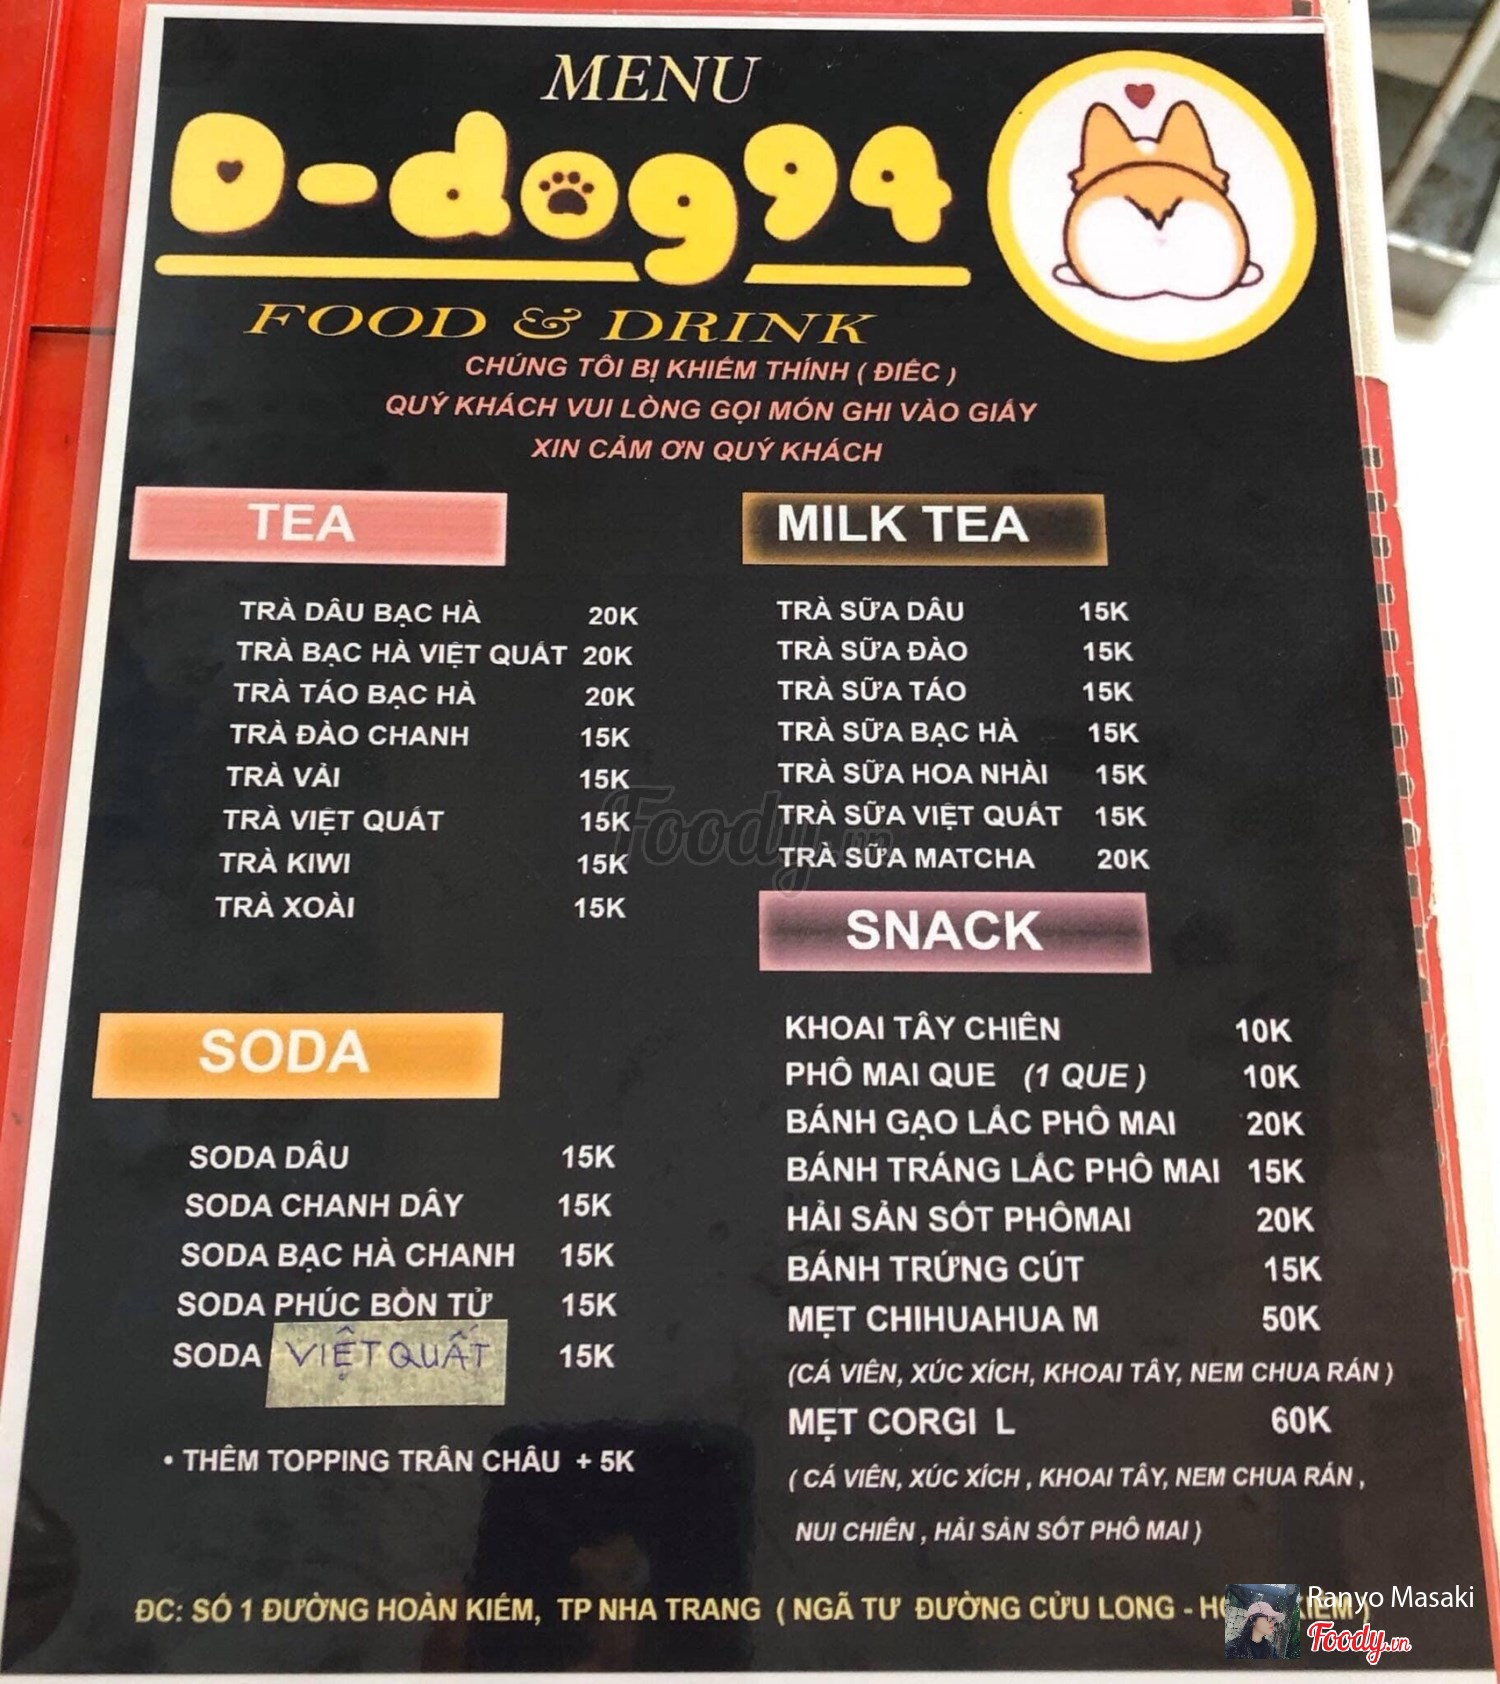 MENU
D-dog94
FOOD & DRINK
CHÚNG TÔI BỊ KHIẾM THÍNH ( ĐIẾC )
QUÝ KHÁCH VUI LÒNG GỌI MÓN GHI VÀO GIẤY
XIN CẢM ƠN QUÝ KHÁCH
TEA
TRÀ DÂU BẠC HÀ 20K
TRÀ BẠC HÀ VIỆT QUẤT 20K
TRÀ TÁO BẠC HÀ 20K
TRÀ ĐÀO CHANH 15K
TRÀ VẢI 15K
TRÀ VIỆT QUẤT 15K
TRÀ KIWI 15K
TRÀ XOÀI 15K
SODA
SODA DÂU 15K
SODA CHANH DÂY 15K
SODA BẠC HÀ CHANH 15K
SODA PHÚC BỒN TỬ 15K
SODA VIỆT QUẤT 15K
• THÊM TOPPING TRÂN CHÂU + 5K
MILK TEA
TRÀ SỮA DÂU 15K
TRÀ SỮA ĐÀO 15K
TRÀ SỮA TÁO 15K
TRÀ SỮA BẠC HÀ 15K
TRÀ SỮA HOA NHÀI 15K
TRÀ SỮA VIỆT QUẤT 15K
TRÀ SỮA MATCHA 20K
SNACK
KHOAI TÂY CHIÊN 10K
PHÔ MAI QUE (1 QUE ) 10K
BÁNH GẠO LẮC PHÔ MAI 20K
BÁNH TRÁNG LẮC PHÔ MAI 15K
HẢI SẢN SỐT PHÔMAI 20K
BÁNH TRỨNG CÚT 15K
MẸT CHIHUAHUA M 50K
(CÁ VIÊN, XÚC XÍCH, KHOAI TÂY, NEM CHUA RÁN )
MẸT CORGI L 60K
( CÁ VIÊN, XÚC XÍCH , KHOAI TÂY, NEM CHUA RÁN ,
NUI CHIÊN , HẢI SẢN SỐT PHÔ MAI )
ĐC: SỐ 1 ĐƯỜNG HOÀN KIẾM, TP NHA TRANG ( NGÃ TƯ ĐƯỜNG CỬU LONG -
Foody.vn
Ranyo Masaki
Foody.vn